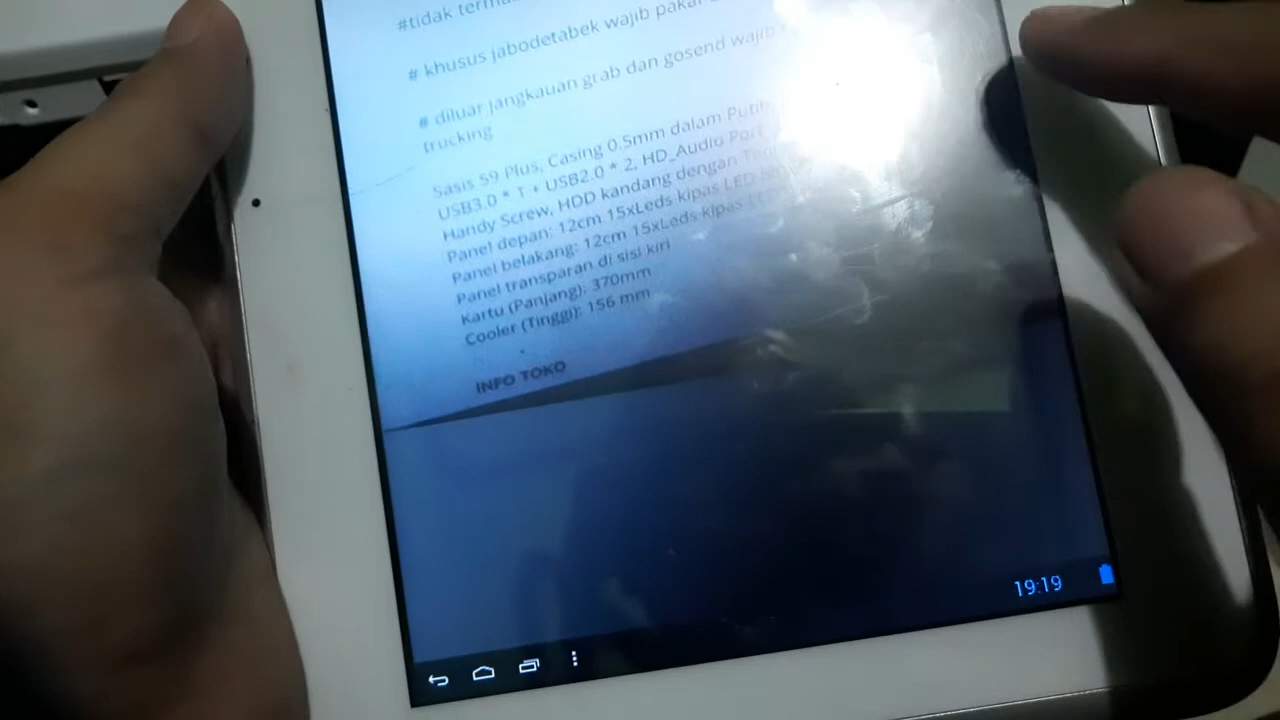 #tidak
# khusus jabodetabek wajib pakai
# diluar jangkauan grab dan gosend wajib
trucking
Sasis S9 Plus, Casing 0.5mm dalam Putih,
USB3.0 * 1 + USB2.0 * 2, HD_Audio Port
Handy Screw, HDD kandang dengan
Panel depan: 12cm 15xLeds kipas LED
Panel belakang: 12cm 15xLeds kipas
Panel transparan di sisi kiri
Kartu (Panjang): 370mm
Cooler (Tinggi): 156 mm
INFO TOKO
19:19